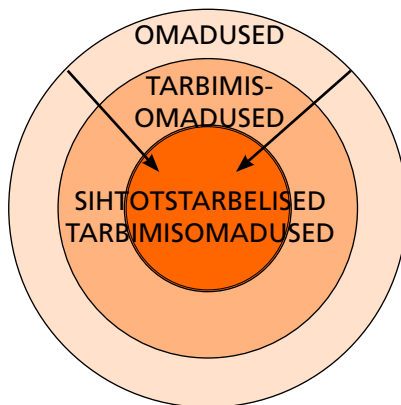 OMADUSED
TARBIMIS-
OMADUSED
SIHTOTSTARBELISED
TARBIMISOMADUSED